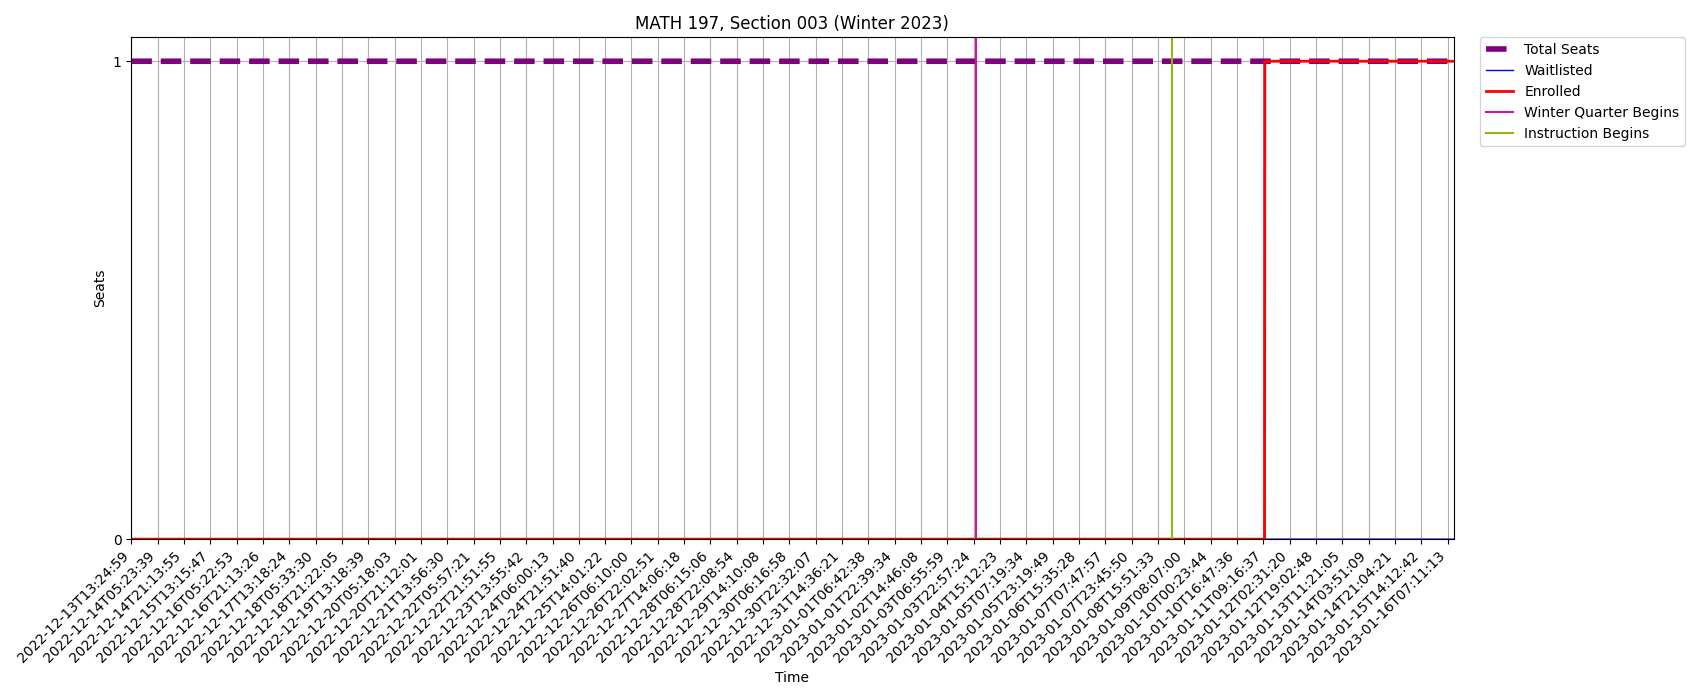 MATH 197, Section 003 (Winter 2023)
Total Seats
Waitlisted
Enrolled
Winter Quarter Begins
Instruction Begins
1
Seats
0
2022-12-13T13:24:59
2022-12-14T05:23:39
2022-12-14T21:13:55
2022-12-15T13:15:47
2022-12-16T05:22:53
2022-12-16T21:13:26
2022-12-17T13:18:24
2022-12-18T05:33:30
2022-12-18T21:22:05
2022-12-19T13:18:39
2022-12-20T05:18:03
2022-12-20T21:12:01
2022-12-21T13:56:30
2022-12-22T05:57:21
2022-12-22T21:51:55
2022-12-23T13:55:42
2022-12-24T06:00:13
2022-12-24T21:51:40
2022-12-25T14:01:22
2022-12-26T06:10:00
2022-12-26T22:02:51
2022-12-27T14:06:18
2022-12-28T06:15:06
2022-12-28T22:08:54
2022-12-29T14:10:08
2022-12-30T06:16:58
2022-12-30T22:32:07
2022-12-31T14:36:21
2023-01-01T06:42:38
2023-01-01T22:39:34
2023-01-02T14:46:08
2023-01-03T06:55:59
2023-01-03T22:57:24
2023-01-04T15:12:23
2023-01-05T07:19:34
2023-01-05T23:19:49
2023-01-06T15:35:28
2023-01-07T07:47:57
2023-01-07T23:45:50
2023-01-08T15:51:33
2023-01-09T08:07:00
2023-01-10T00:23:44
2023-01-10T16:47:36
2023-01-11T09:16:37
2023-01-12T02:31:20
2023-01-12T19:02:48
2023-01-13T11:21:05
2023-01-14T03:51:09
2023-01-14T21:04:21
2023-01-15T14:12:42
2023-01-16T07:11:13
Time